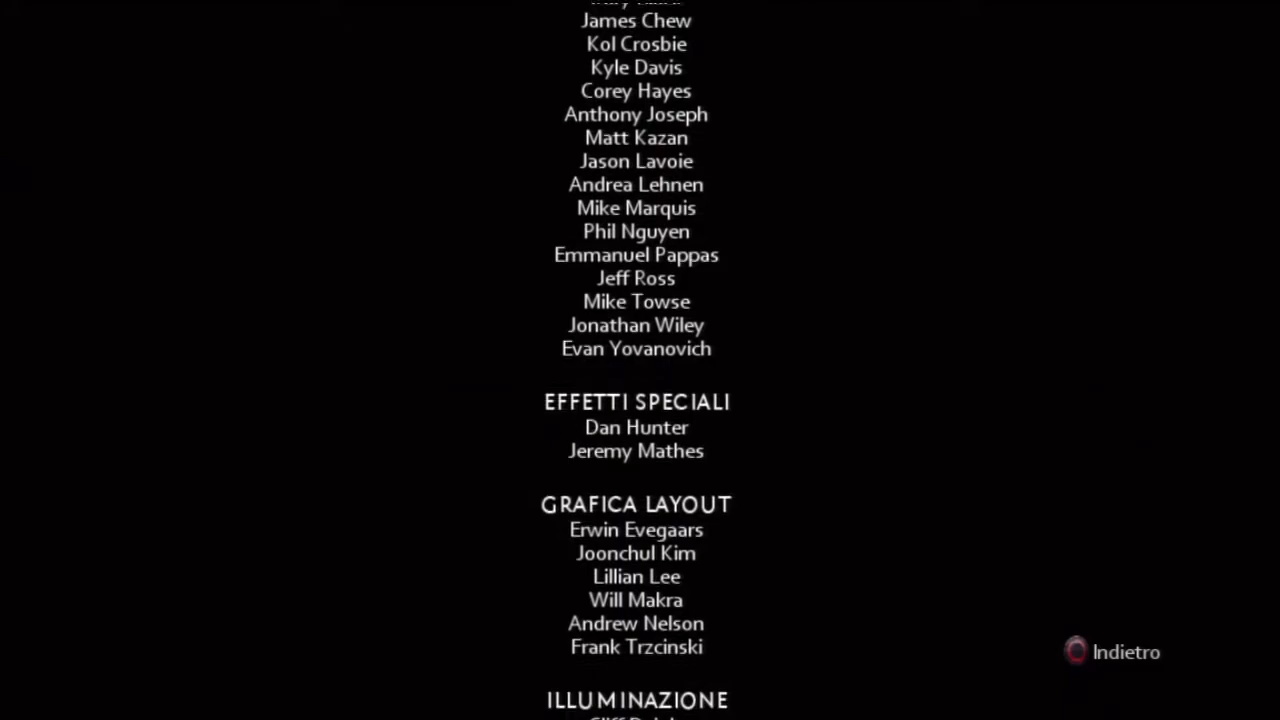 James Chew
Kol Crosbie
Kyle Davis
Corey Hayes
Anthony Joseph
Matt Kazan
Jason Lavoie
Andrea Lehnen
Mike Marquis
Phil Nguyen
Emmanuel Pappas
Jeff Ross
Mike Towse
Jonathan Wiley
Evan Yovanovich
EFFETTI SPECIALI
Dan Hunter
Jeremy Mathes
GRAFICA LAYOUT
Erwin Evegaars
Joonchul Kim
Lillian Lee
Will Makra
Andrew Nelson
Frank Trzcinski
Indietro
ILLUMINAZIONE